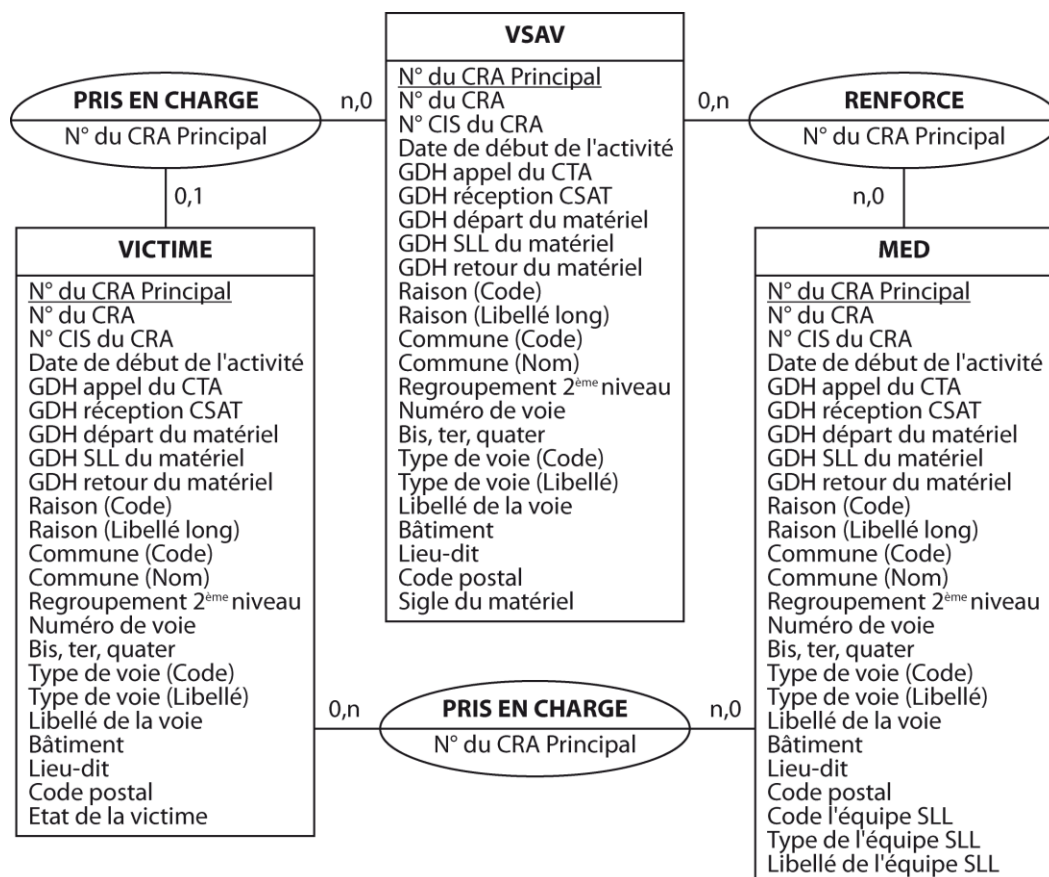 VSAV
N° du CRA Principal
N° du CRA
N° CIS du CRA
Date de début de l'activité
GDH appel du CTA
GDH réception CSAT
GDH départ du matériel
GDH SLL du matériel
GDH retour du matériel
Raison (Code)
Raison (Libellé long)
Commune (Code)
Commune (Nom)
Regroupement 2ème niveau
Numéro de voie
Bis, ter, quater
Type de voie (Code)
Type de voie (Libellé)
Libellé de la voie
Bâtiment
Lieu-dit
Code postal
Sigle du matériel
PRIS EN CHARGE
N° du CRA Principal
n,0
0,1
0,n
RENFORCE
N° du CRA Principal
n,0
VICTIME
N° du CRA Principal
N° du CRA
N° CIS du CRA
Date de début de l'activité
GDH appel du CTA
GDH réception CSAT
GDH départ du matériel
GDH SLL du matériel
GDH retour du matériel
Raison (Code)
Raison (Libellé long)
Commune (Code)
Commune (Nom)
Regroupement 2ème niveau
Numéro de voie
Bis, ter, quater
Type de voie (Code)
Type de voie (Libellé)
Libellé de la voie
Bâtiment
Lieu-dit
Code postal
Etat de la victime
MED
N° du CRA Principal
N° du CRA
N° CIS du CRA
Date de début de l'activité
GDH appel du CTA
GDH réception CSAT
GDH départ du matériel
GDH SLL du matériel
GDH retour du matériel
Raison (Code)
Raison (Libellé long)
Commune (Code)
Commune (Nom)
Regroupement 2ème niveau
Numéro de voie
Bis, ter, quater
Type de voie (Code)
Type de voie (Libellé)
Libellé de la voie
Bâtiment
Lieu-dit
Code postal
Code l'équipe SLL
Type de l'équipe SLL
Libellé de l'équipe SLL
0,n
PRIS EN CHARGE
N° du CRA Principal
n,0